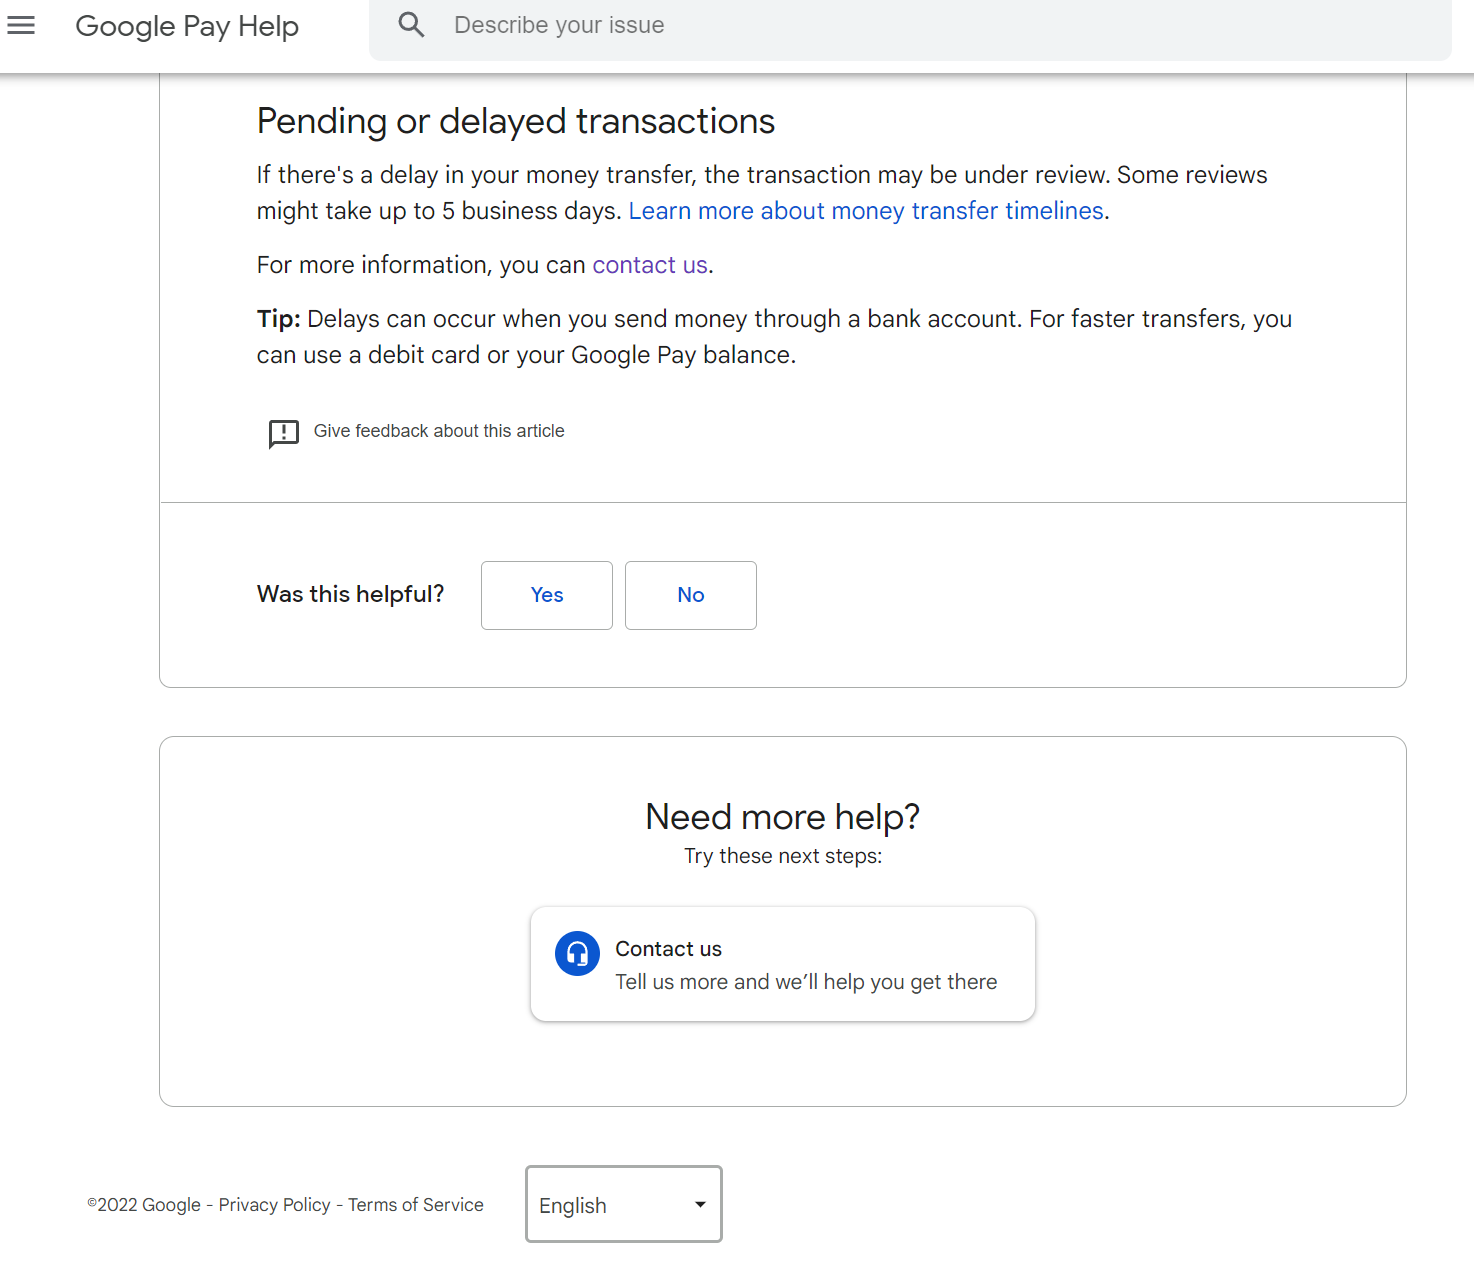 Google Pay Help
Describe your issue
Pending or delayed transactions
If there's a delay in your money transfer, the transaction may be under review. Some reviews
might take up to 5 business days. Learn more about money transfer timelines.
For more information, you can contact us.
Tip: Delays can occur when you send money through a bank account. For faster transfers, you
can use a debit card or your Google Pay balance.
Give feedback about this article
Was this helpful?
Yes
No
Need more help?
Try these next steps:
Contact us
Tell us more and we’ll help you get there
©2022 Google - Privacy Policy - Terms of Service
English